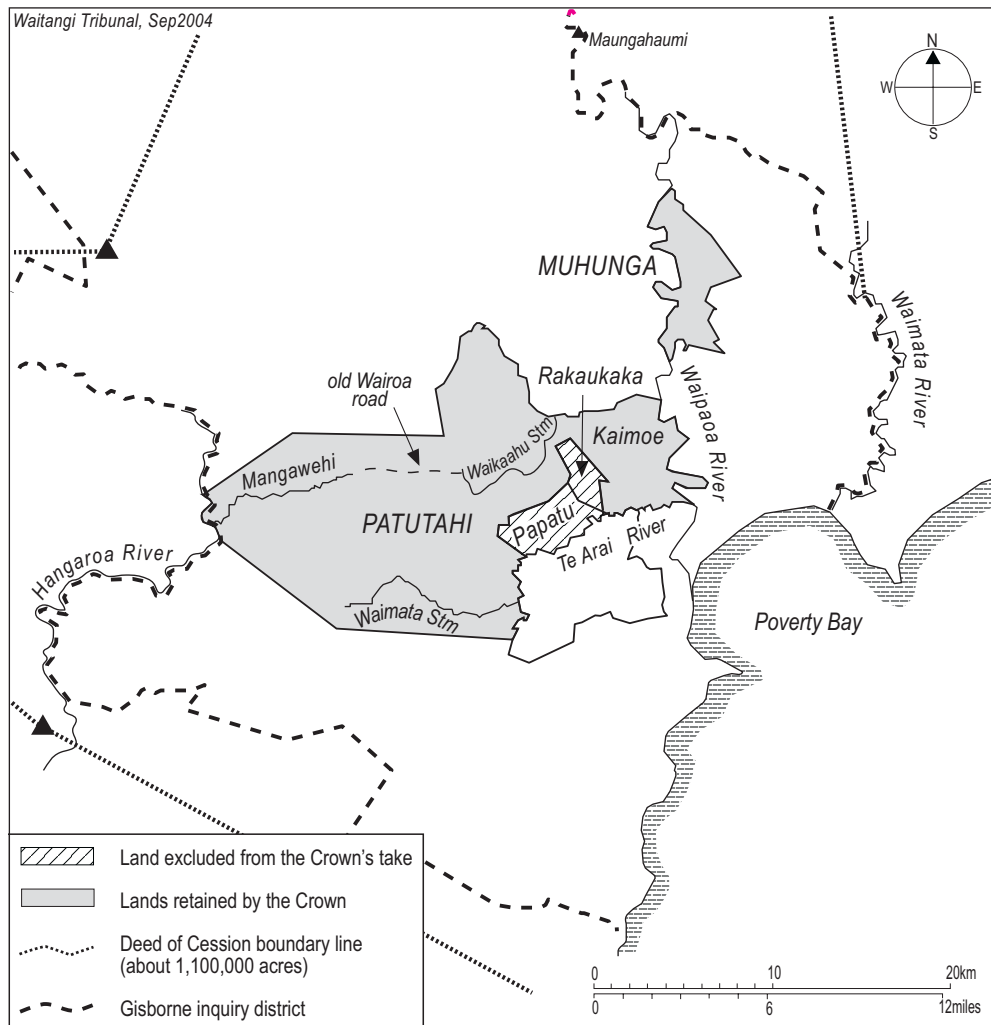 Waitangi Tribunal, Sep2004
Maungahaumi
N
W
E
S
MUHUNGA
Waimata River
old Wairoa
road
Rakaukaka
Waipaoa River
Kaimoe
Waikaahu Stm
Mangawehi
PATUTAHI
Papatu
Te Arai River
Hangaroa River
Waimata Stm
Poverty Bay
Land excluded from the Crown's take
Lands retained by the Crown
Deed of Cession boundary line
(about 1,100,000 acres)
Gisborne inquiry district
0 10 20km
0 6 12miles